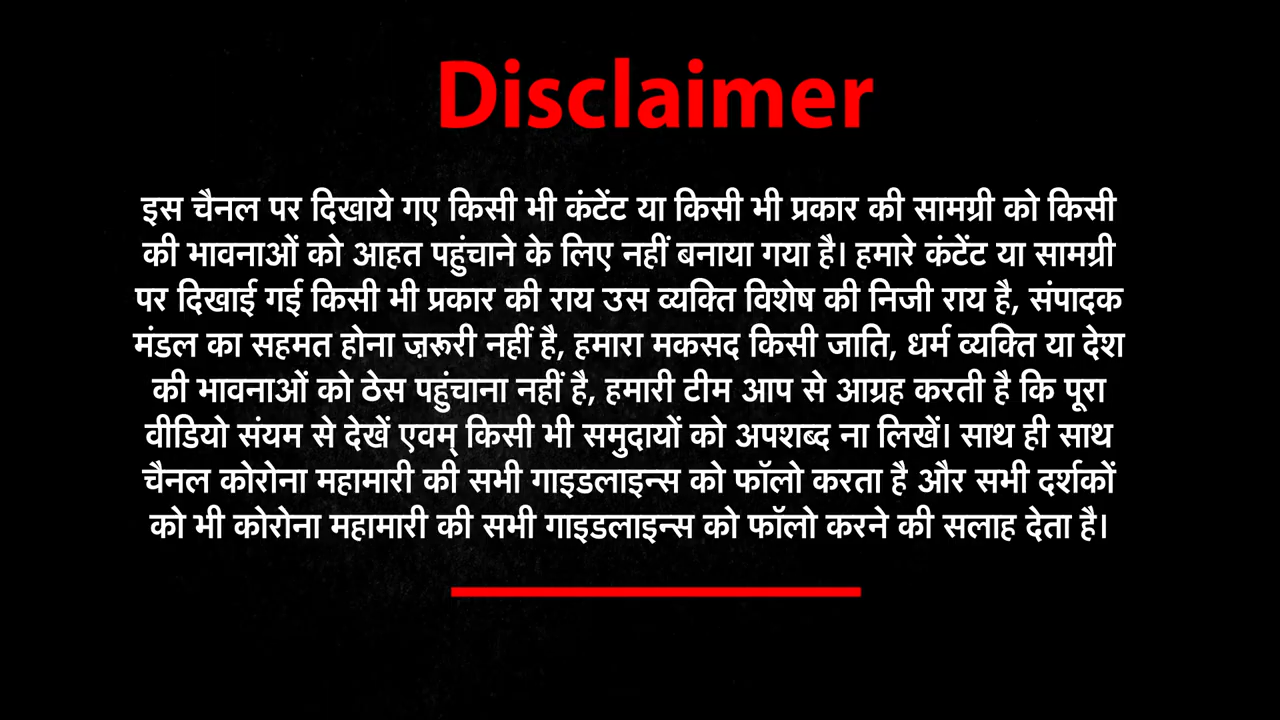 Disclaimer
इस चैनल पर दिखाये गए किसी भी कंटेंट या किसी भी प्रकार की सामग्री को किसी
की भावनाओं को आहत पहुंचाने के लिए नहीं बनाया गया है। हमारे कंटेंट या सामग्री
पर दिखाई गई किसी भी प्रकार की राय उस व्यक्ति विशेष की निजी राय है, संपादक
मंडल का सहमत होना ज़रूरी नहीं है, हमारा मकसद किसी जाति, धर्म व्यक्ति या देश
की भावनाओं को ठेस पहुंचाना नहीं है, हमारी टीम आप से आग्रह करती है कि पूरा
वीडियो संयम से देखें एवम् किसी भी समुदायों को अपशब्द ना लिखें। साथ ही साथ
चैनल कोरोना महामारी की सभी गाइडलाइन्स को फॉलो करता है और सभी दर्शकों
को भी कोरोना महामारी की सभी गाइडलाइन्स को फॉलो करने की सलाह देता है।